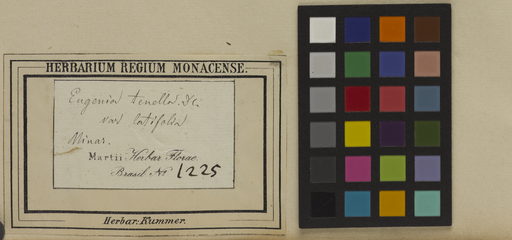 HERBARIUM REGIUM MONACENSE.
Eugenia tenella. Dc.
var latifolia
Minas.
Martii Herbar. Florae
Brasil. No 1225
Herbar. Kummer.